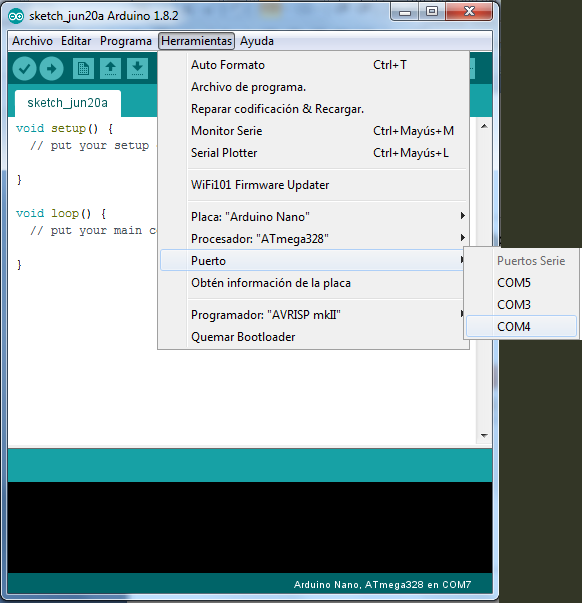 sketch_jun20a Arduino 1.8.2
Archivo Editar Programa Herramientas Ayuda
Auto Formato Ctrl+T
Archivo de programa.
Reparar codificación & Recargar.
Monitor Serie Ctrl+Mayús+M
Serial Plotter Ctrl+Mayús+L
WiFi101 Firmware Updater
Placa: "Arduino Nano"
Procesador: "ATmega328"
Puerto
Obtén información de la placa
Programador: "AVRISP mkII"
Quemar Bootloader
Puertos Serie
COM5
COM3
COM4
sketch_jun20a
void setup() {
// put your setup
}
void loop() {
// put your main co
}
Arduino Nano, ATmega328 en COM7